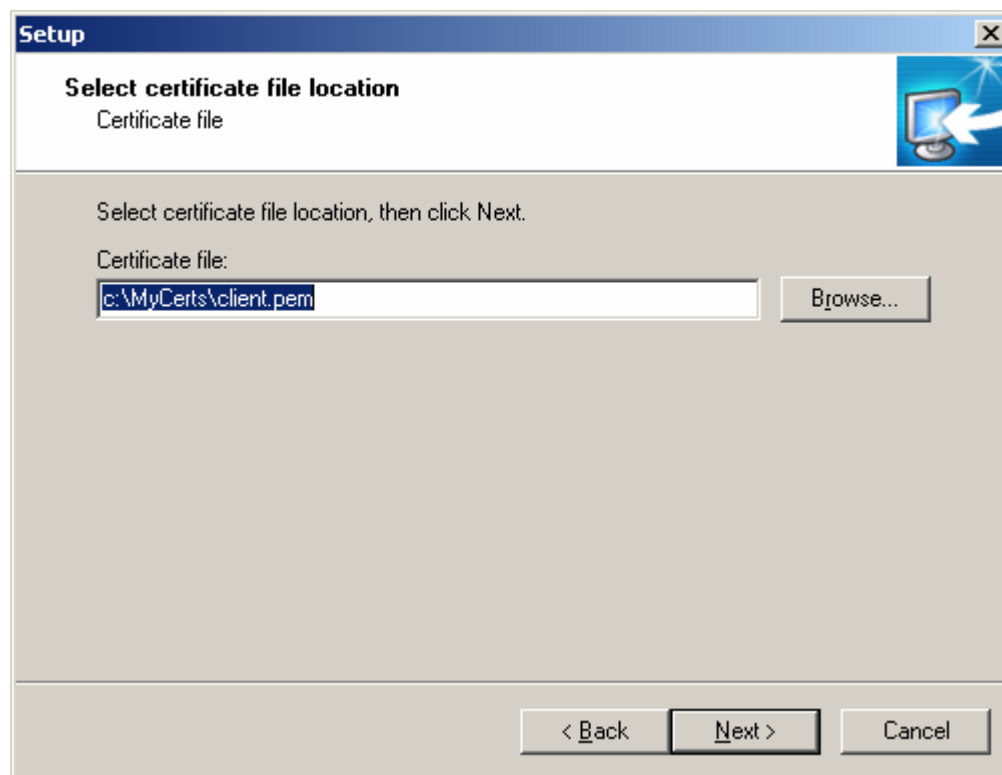 Setup
Select certificate file location
Certificate file
Select certificate file location, then click Next.
Certificate file:
c:\MyCerts\client.pem
Browse...
< Back
Next >
Cancel